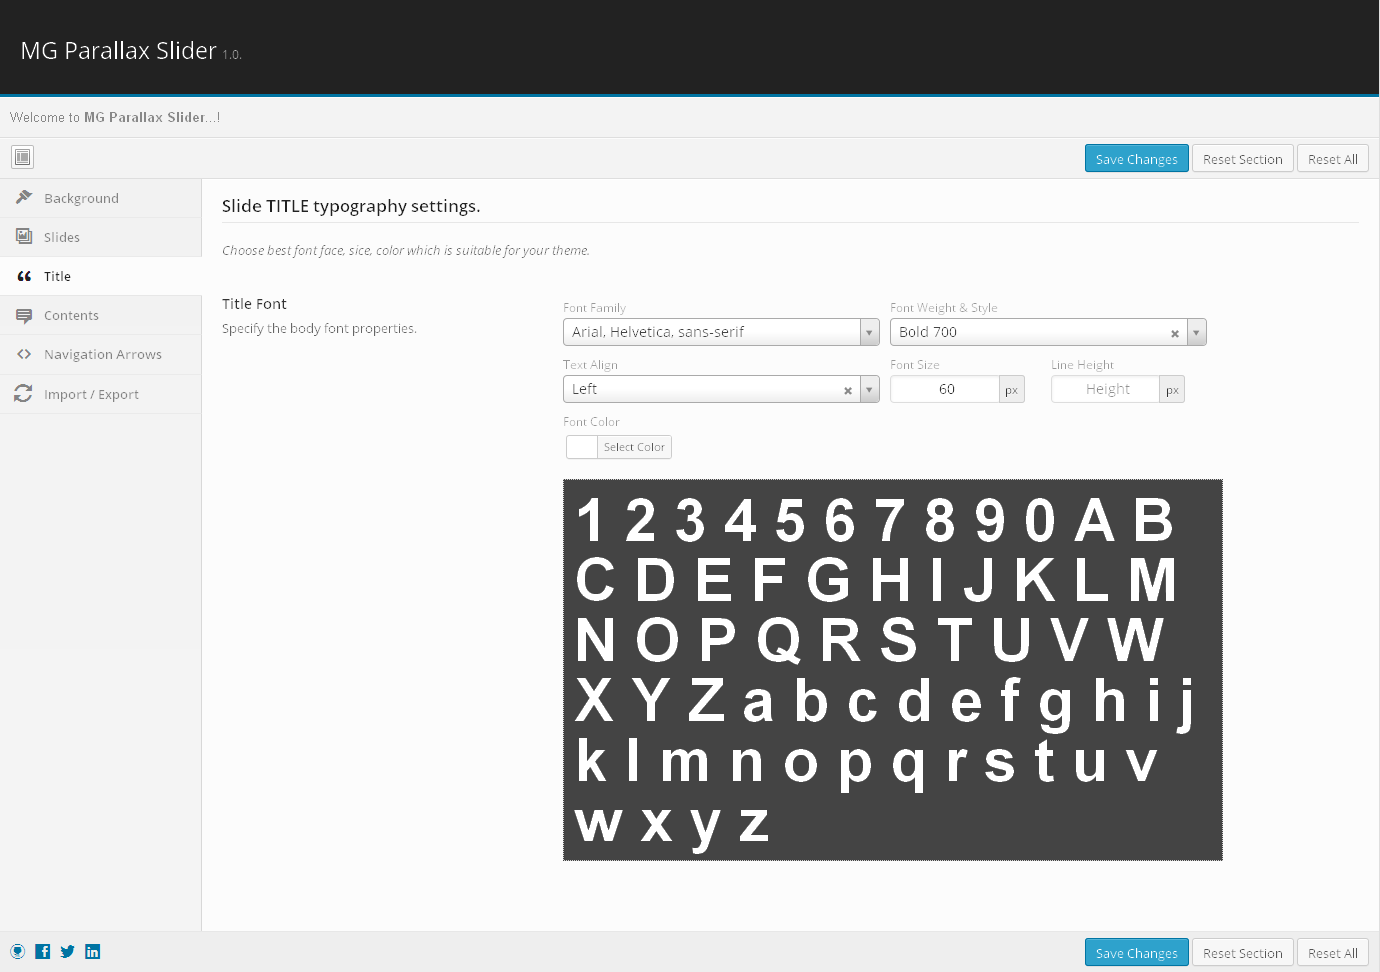 MG Parallax Slider 1.0.
Welcome to MG Parallax Slider...!
Save Changes Reset Section Reset All
Background
Slides
Title
Contents
Navigation Arrows
Import / Export
Slide TITLE typography settings.
Choose best font face, sice, color which is suitable for your theme.
Title Font
Specify the body font properties.
Font Family Font Weight & Style
Arial, Helvetica, sans-serif Bold 700
Text Align Font Size Line Height
Left 60 px Height px
Font Color
Select Color
1 2 3 4 5 6 7 8 9 0 A B
C D E F G H I J K L M
N O P Q R S T U V W
X Y Z a b c d e f g h i j
k l m n o p q r s t u v
w x y z
Save Changes Reset Section Reset All